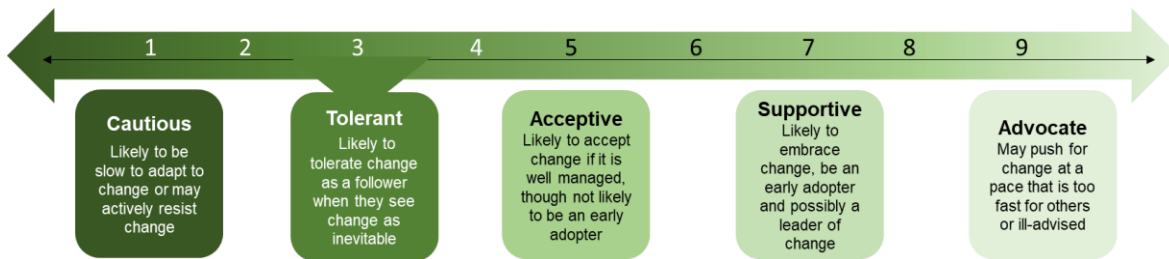 1 2 3 4 5 6 7 8 9
Cautious
Likely to be
slow to adapt to
change or may
actively resist
change
Tolerant
Likely to
tolerate change
as a follower
when they see
change as
inevitable
Acceptive
Likely to accept
change if it is
well managed,
though not likely
to be an early
adopter
Supportive
Likely to
embrace
change, be an
early adopter
and possibly a
leader of
change
Advocate
May push for
change at a
pace that is too
fast for others
or ill-advised